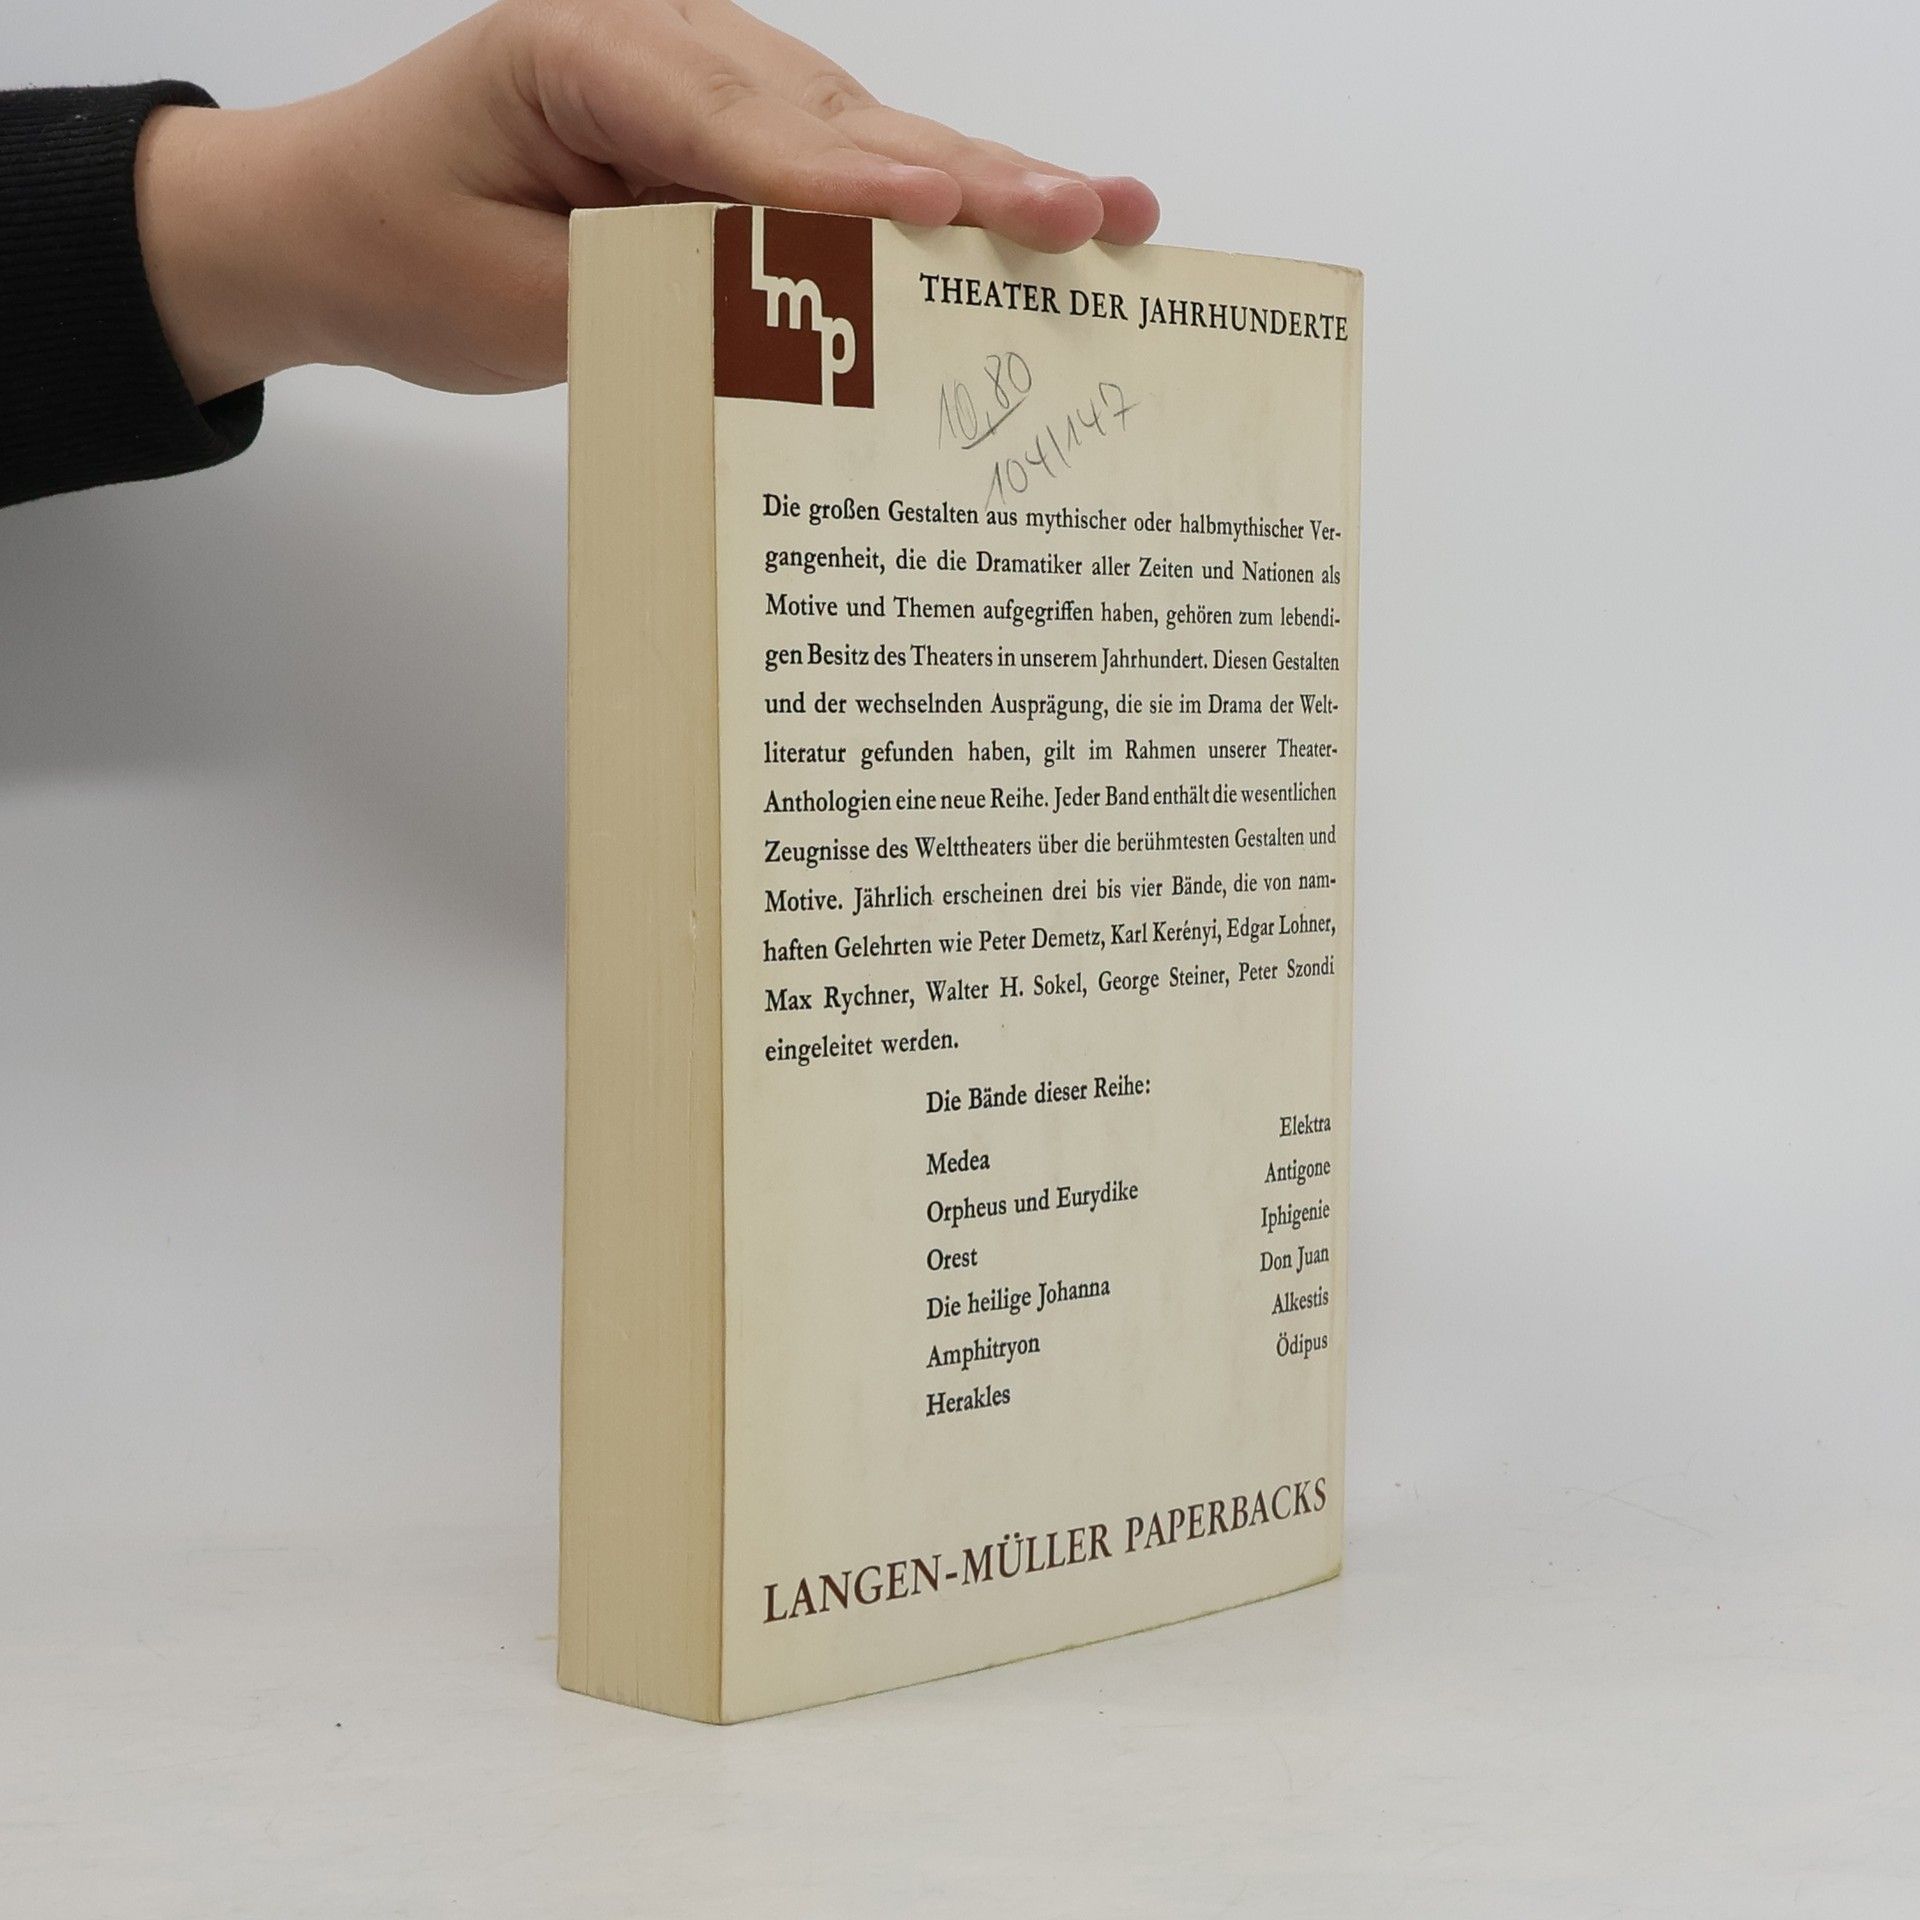 lmp
THEATER DER JAHRHUNDERTE
10,80
104/147
Die großen Gestalten aus mythischer oder halbmythischer Ver-
gangenheit, die die Dramatiker aller Zeiten und Nationen als
Motive und Themen aufgegriffen haben, gehören zum lebendi-
gen Besitz des Theaters in unserem Jahrhundert. Diesen Gestalten
und der wechselnden Ausprägung, die sie im Drama der Welt-
literatur gefunden haben, gilt im Rahmen unserer Theater-
Anthologien eine neue Reihe. Jeder Band enthält die wesentlichen
Zeugnisse des Welttheaters über die berühmtesten Gestalten und
Motive. Jährlich erscheinen drei bis vier Bände, die von nam-
haften Gelehrten wie Peter Demetz, Karl Kerényi, Edgar Lohner,
Max Rychner, Walter H. Sokel, George Steiner, Peter Szondi
eingeleitet werden.
Die Bände dieser Reihe:
Medea
Orpheus und Eurydike
Orest
Die heilige Johanna
Amphitryon
Herakles
Elektra
Antigone
Iphigenie
Don Juan
Alkestis
Ödipus
LANGEN-MÜLLER PAPERBACKS